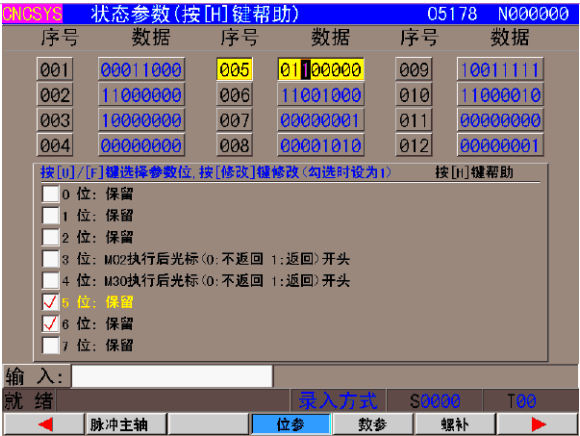 CNCSYS 状态参数(按[H]键帮助) O5178 N000000
序号 数据 序号 数据 序号 数据
001 00011000 005 01100000 009 10011111
002 11000000 006 11001000 010 11000010
003 10000000 007 00000001 011 00000000
004 00000000 008 00001010 012 00000001
按[U]/[F]键选择参数位,按[修改]键修改(勾选时设为1) 按[H]键帮助
0 位: 保留
1 位: 保留
2 位: 保留
3 位: M02执行后光标(0:不返回 1:返回)开头
4 位: M30执行后光标(0:不返回 1:返回)开头
5 位: 保留
6 位: 保留
7 位: 保留
输 入:
就 绪 录入方式 S0000 T00
脉冲主轴 位参 数参 螺补